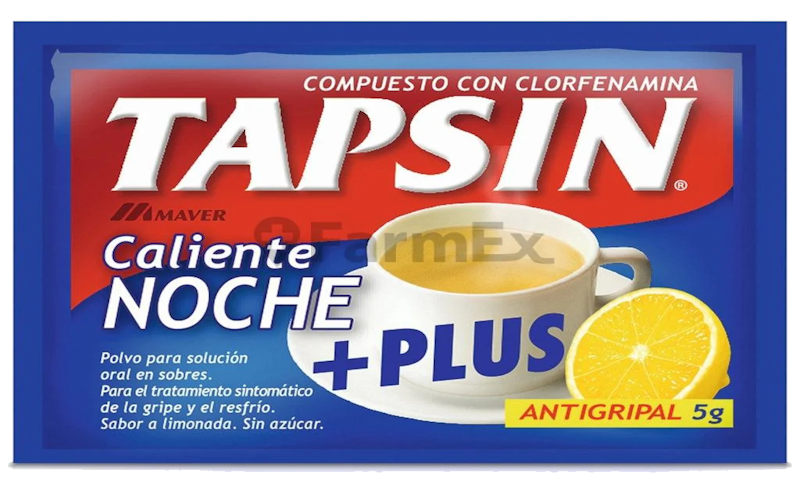 COMPUESTO CON CLORFENAMINA
TAPSIN®
MAVER
FarmEx
Caliente
NOCHE
+PLUS
Polvo para solución
oral en sobres.
Para el tratamiento sintomático
de la gripe y el resfrío.
Sabor a limonada. Sin azúcar.
ANTIGRIPAL 5g